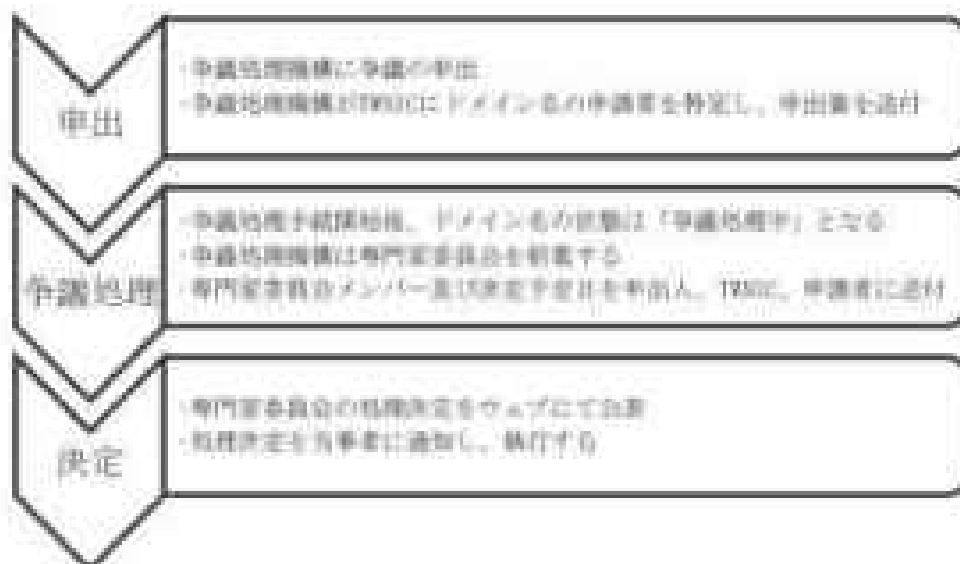 申出
・争議処理機構に争議の申出
・争議処理機構がTWNICにドメイン名の申請者を特定し、申出書を送付
争議処理
・争議処理手続開始後、ドメイン名の状態は「争議処理中」となる
・争議処理機構は専門家委員会を組織する
・専門家委員会メンバー及び決定予定日を申出人、TWNIC、申請者に送付
決定
・専門家委員会の処理決定をウェブにて公表
・処理決定を当事者に通知し、執行する